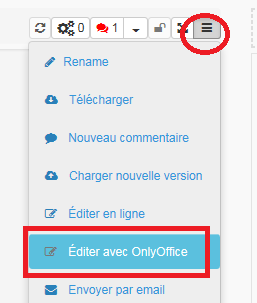 0 1
Rename
Télécharger
Nouveau commentaire
Charger nouvelle version
Éditer en ligne
Éditer avec OnlyOffice
Envoyer par email